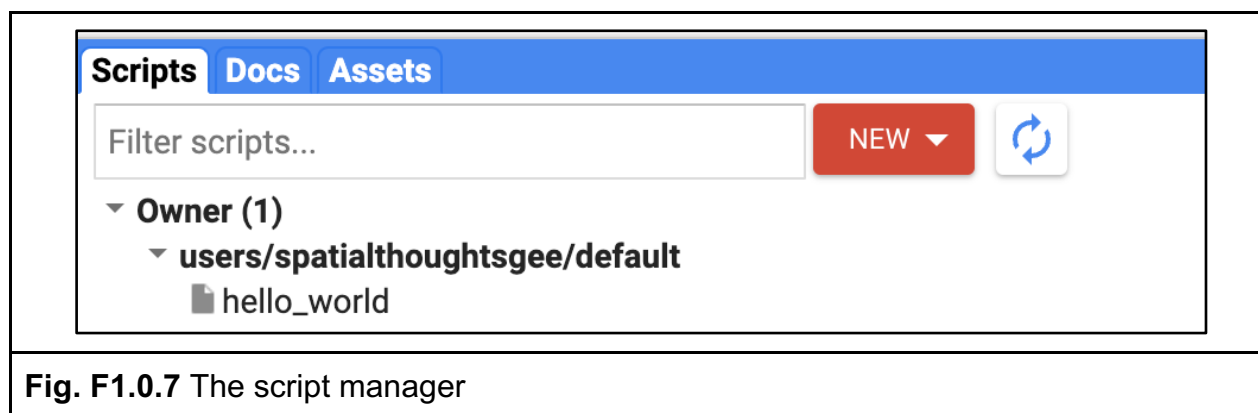 Scripts Docs Assets
Filter scripts... NEW
Owner (1)
users/spatialthoughtsgee/default
hello_world
Fig. F1.0.7 The script manager